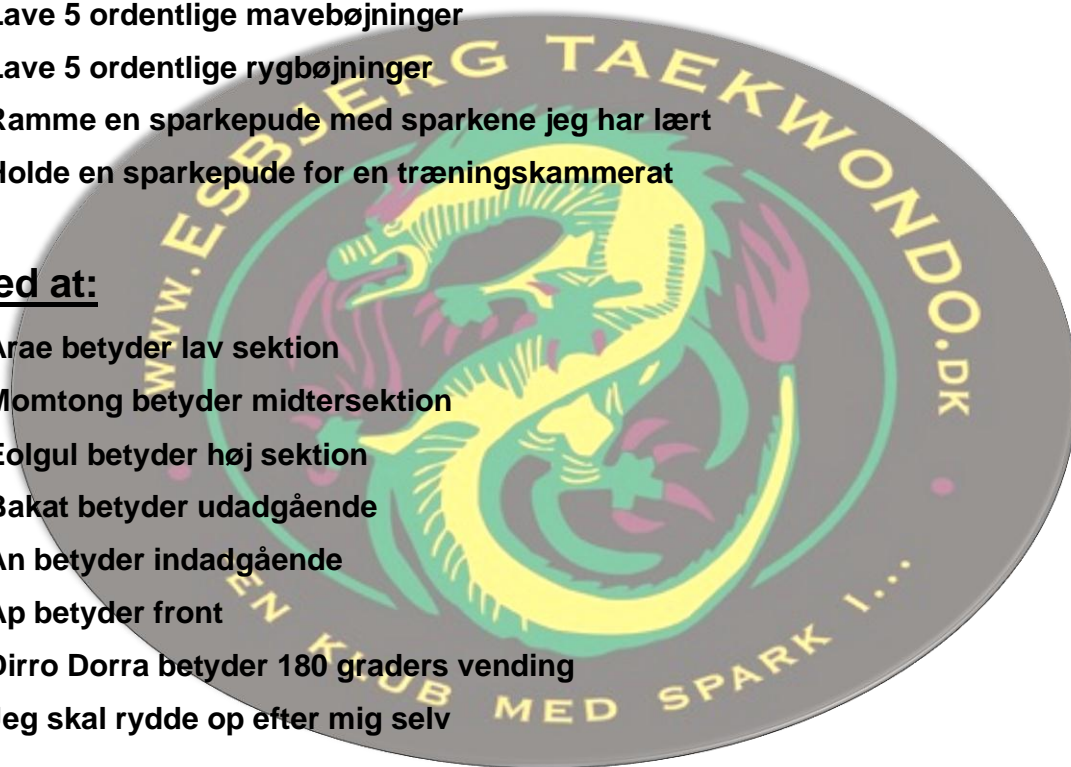 Lave 5 ordentlige mavebøjninger
Lave 5 ordentlige rygbøjninger
Ramme en sparkepude med sparkene jeg har lært
Holde en sparkepude for en træningskammerat
ed at:
Arae betyder lav sektion
Momtong betyder midtersektion
Eolgul betyder høj sektion
Bakat betyder udadgående
An betyder indadgående
Ap betyder front
Dirro Dorra betyder 180 graders vending
Jeg skal rydde op efter mig selv
www.ESBJERG TAEKWONDO.DK
EN KLUB MED SPARK I...